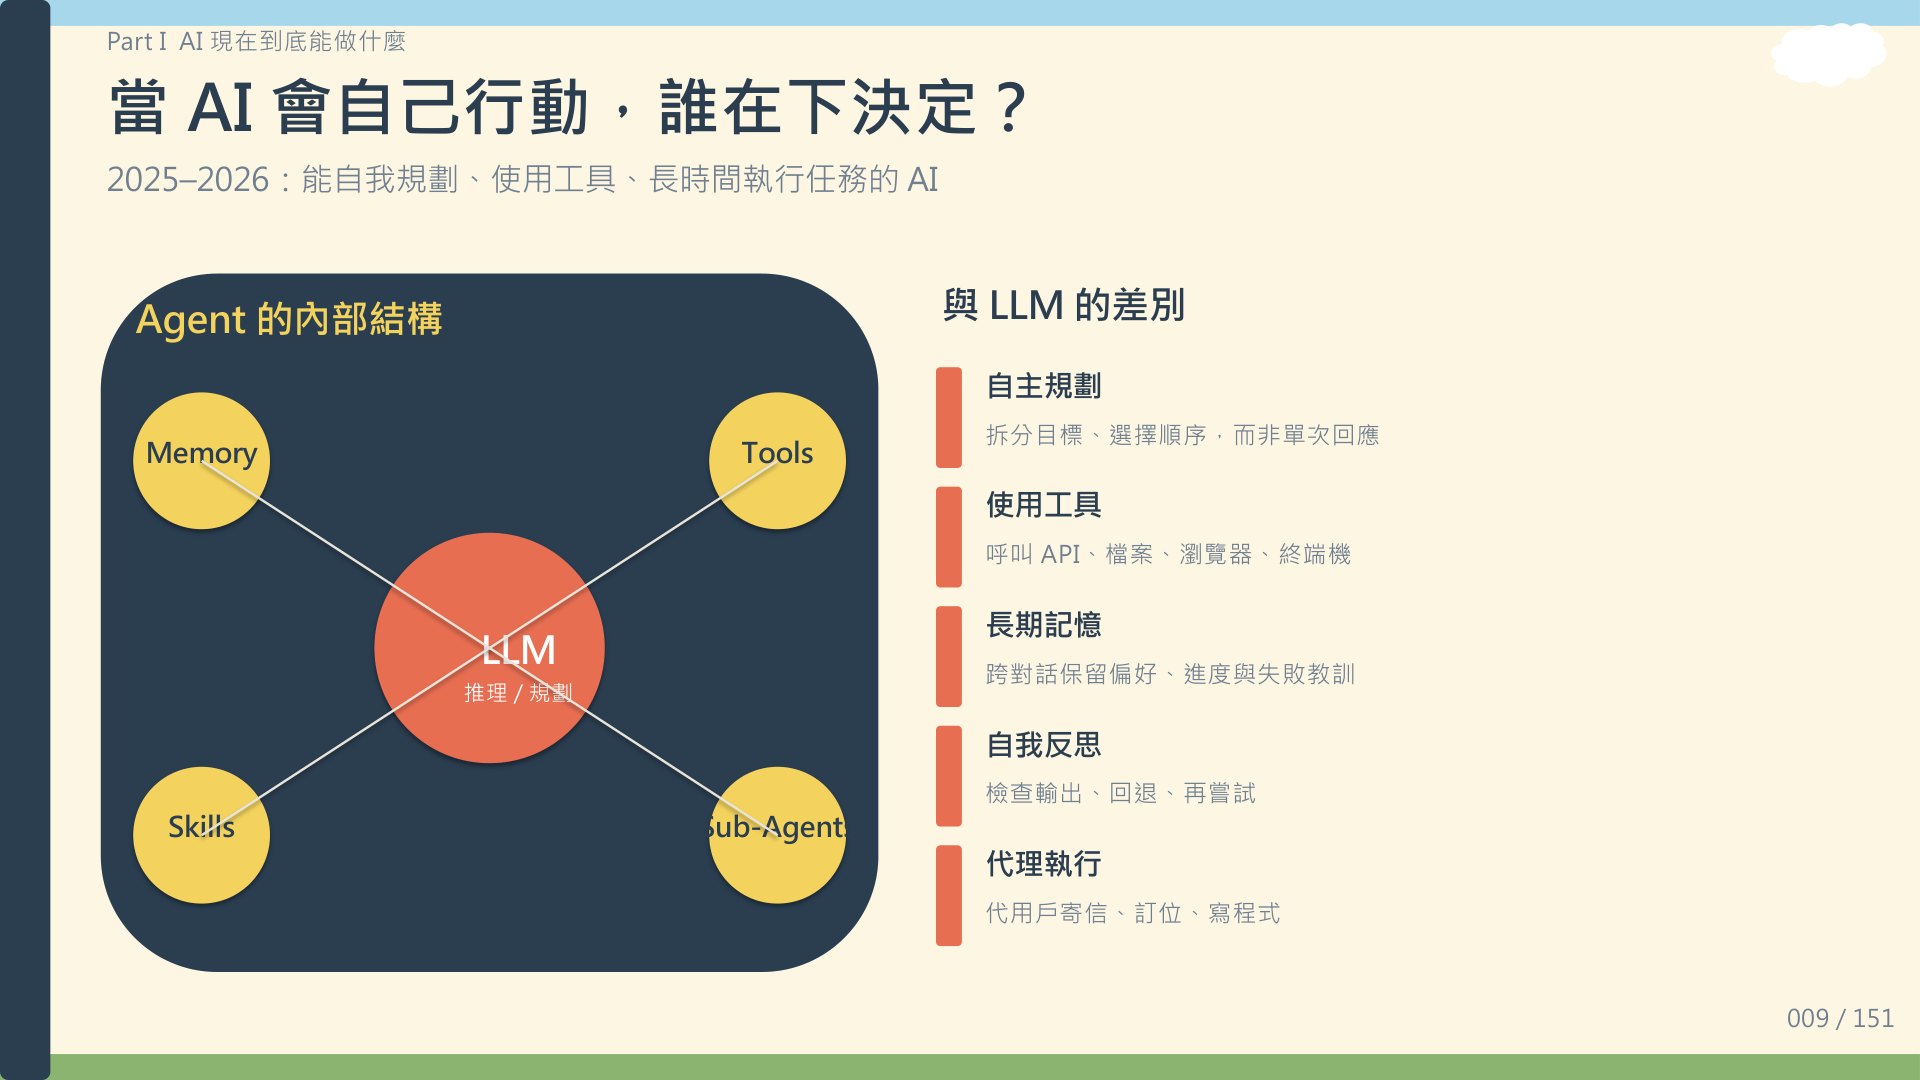 Part I AI 現在到底能做什麼
當 AI 會自己行動，誰在下決定？
2025–2026：能自我規劃、使用工具、長時間執行任務的 AI
Agent 的內部結構
Memory
Tools
LLM
推理 / 規劃
Skills
Sub-Agents
與 LLM 的差別
自主規劃
拆分目標、選擇順序，而非單次回應
使用工具
呼叫 API、檔案、瀏覽器、終端機
長期記憶
跨對話保留偏好、進度與失敗教訓
自我反思
檢查輸出、回退、再嘗試
代理執行
代用戶寄信、訂位、寫程式
009 / 151